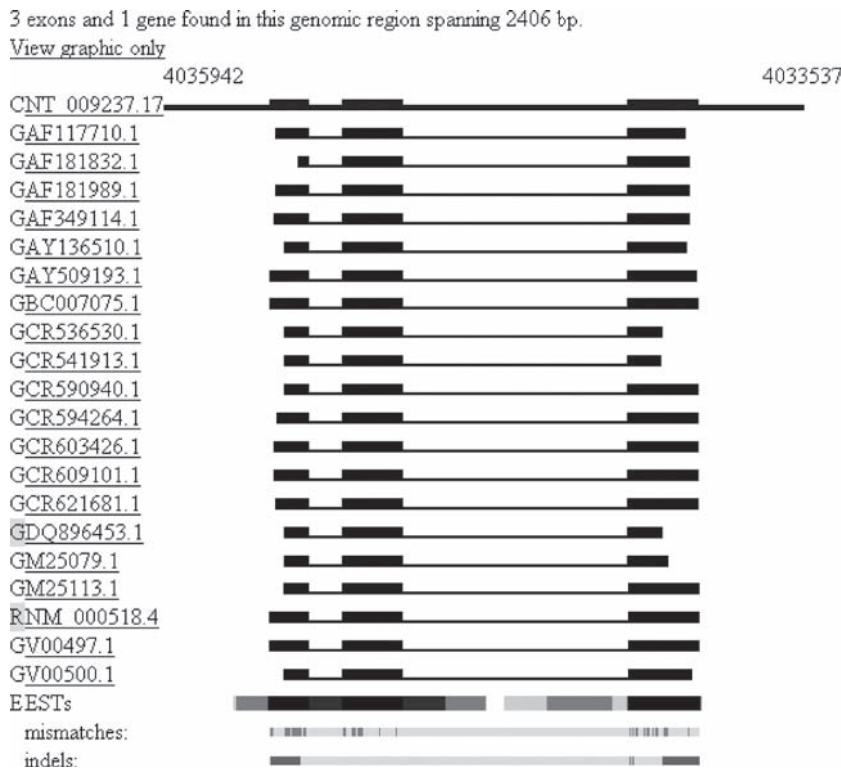 3 exons and 1 gene found in this genomic region spanning 2406 bp.
View graphic only
4035942 4033537
CNT_009237.17
GAF117710.1
GAF181832.1
GAF181989.1
GAF349114.1
GAY136510.1
GAY509193.1
GBC007075.1
GCR536530.1
GCR541913.1
GCR590940.1
GCR594264.1
GCR603426.1
GCR609101.1
GCR621681.1
GDQ896453.1
GM25079.1
GM25113.1
RNM_000518.4
GV00497.1
GV00500.1
EESTs
mismatches:
indels: